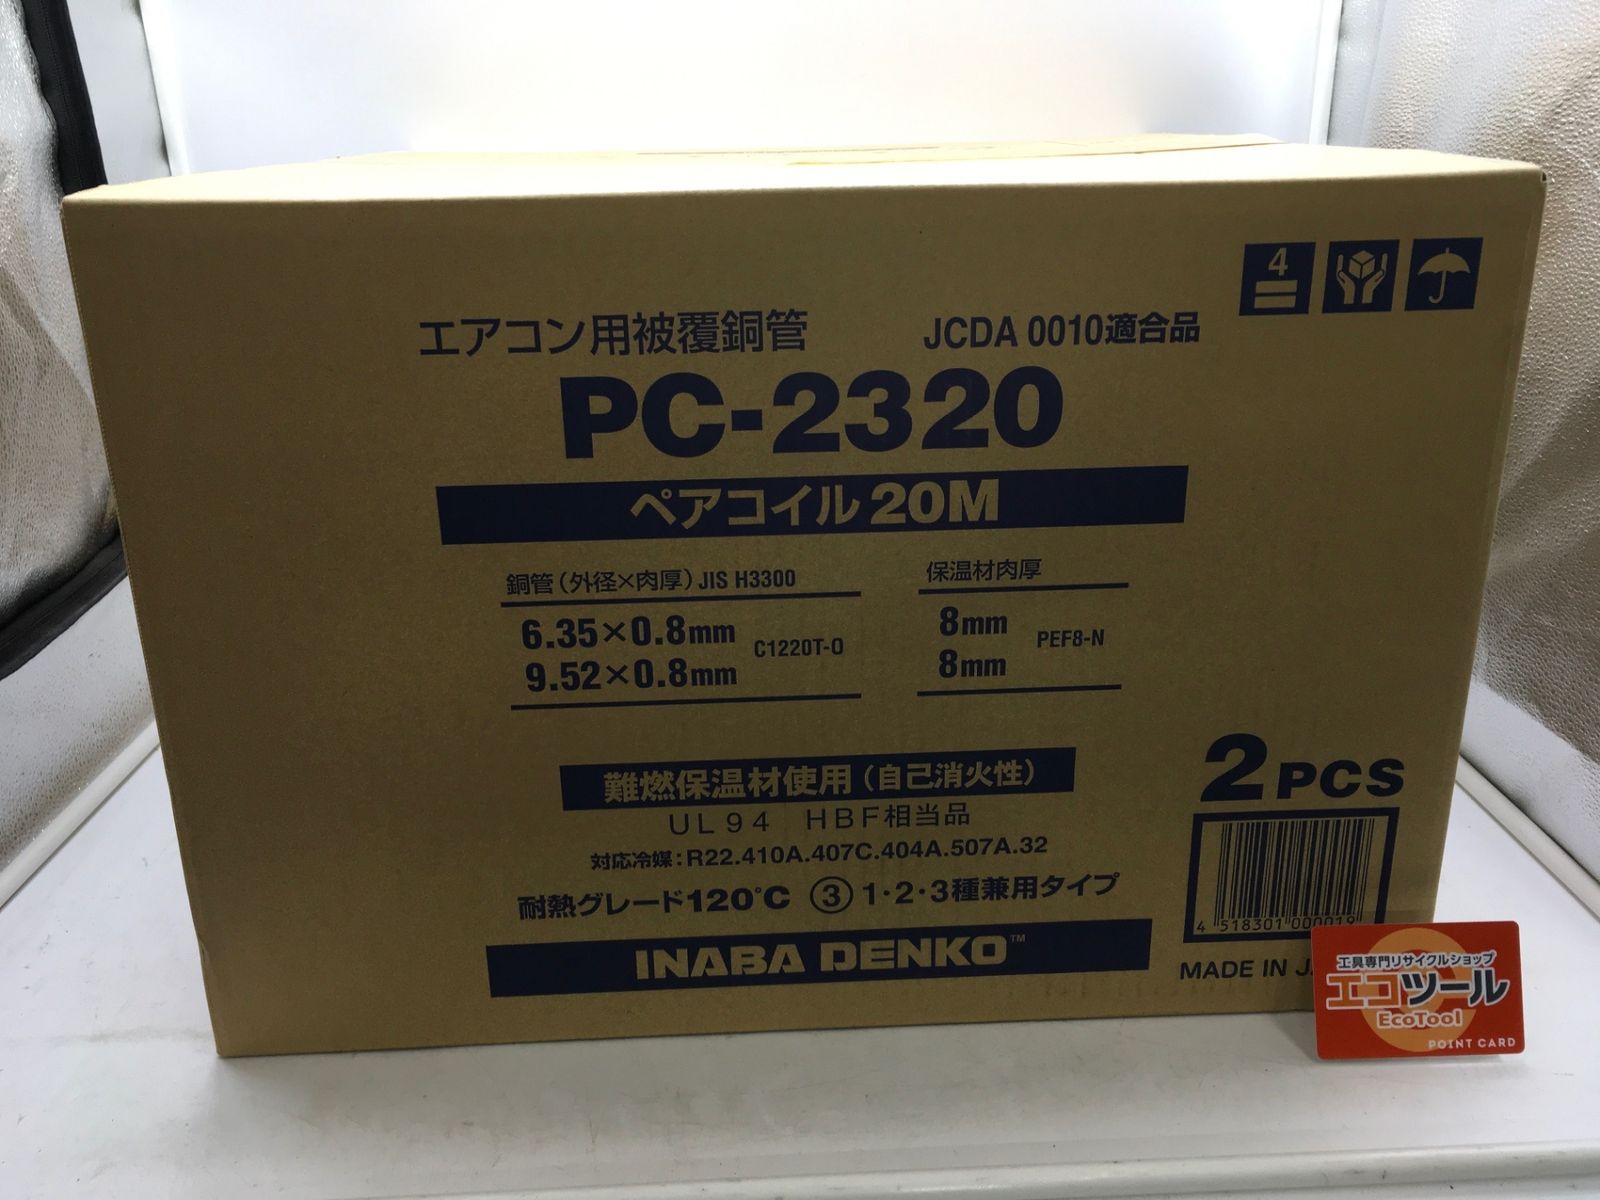 4
エアコン用被覆銅管 JCDA 0010適合品
PC-2320
ペアコイル 20M
銅管(外径×肉厚) JIS H3300
6.35×0.8mm
9.52×0.8mm
C1220T-O
保温材肉厚
8mm
8mm
PEF8-N
難燃保温材使用(自己消火性)
UL94 HBF相当品
対応冷媒:R22.410A.407C.404A.507A.32
耐熱グレード120℃ ③ 1・2・3種兼用タイプ
INABA DENKO™
2 PCS
4 518301 000019
MADE IN
工具専門リサイクルショップ
エコツール
EcoTool
POINT CARD